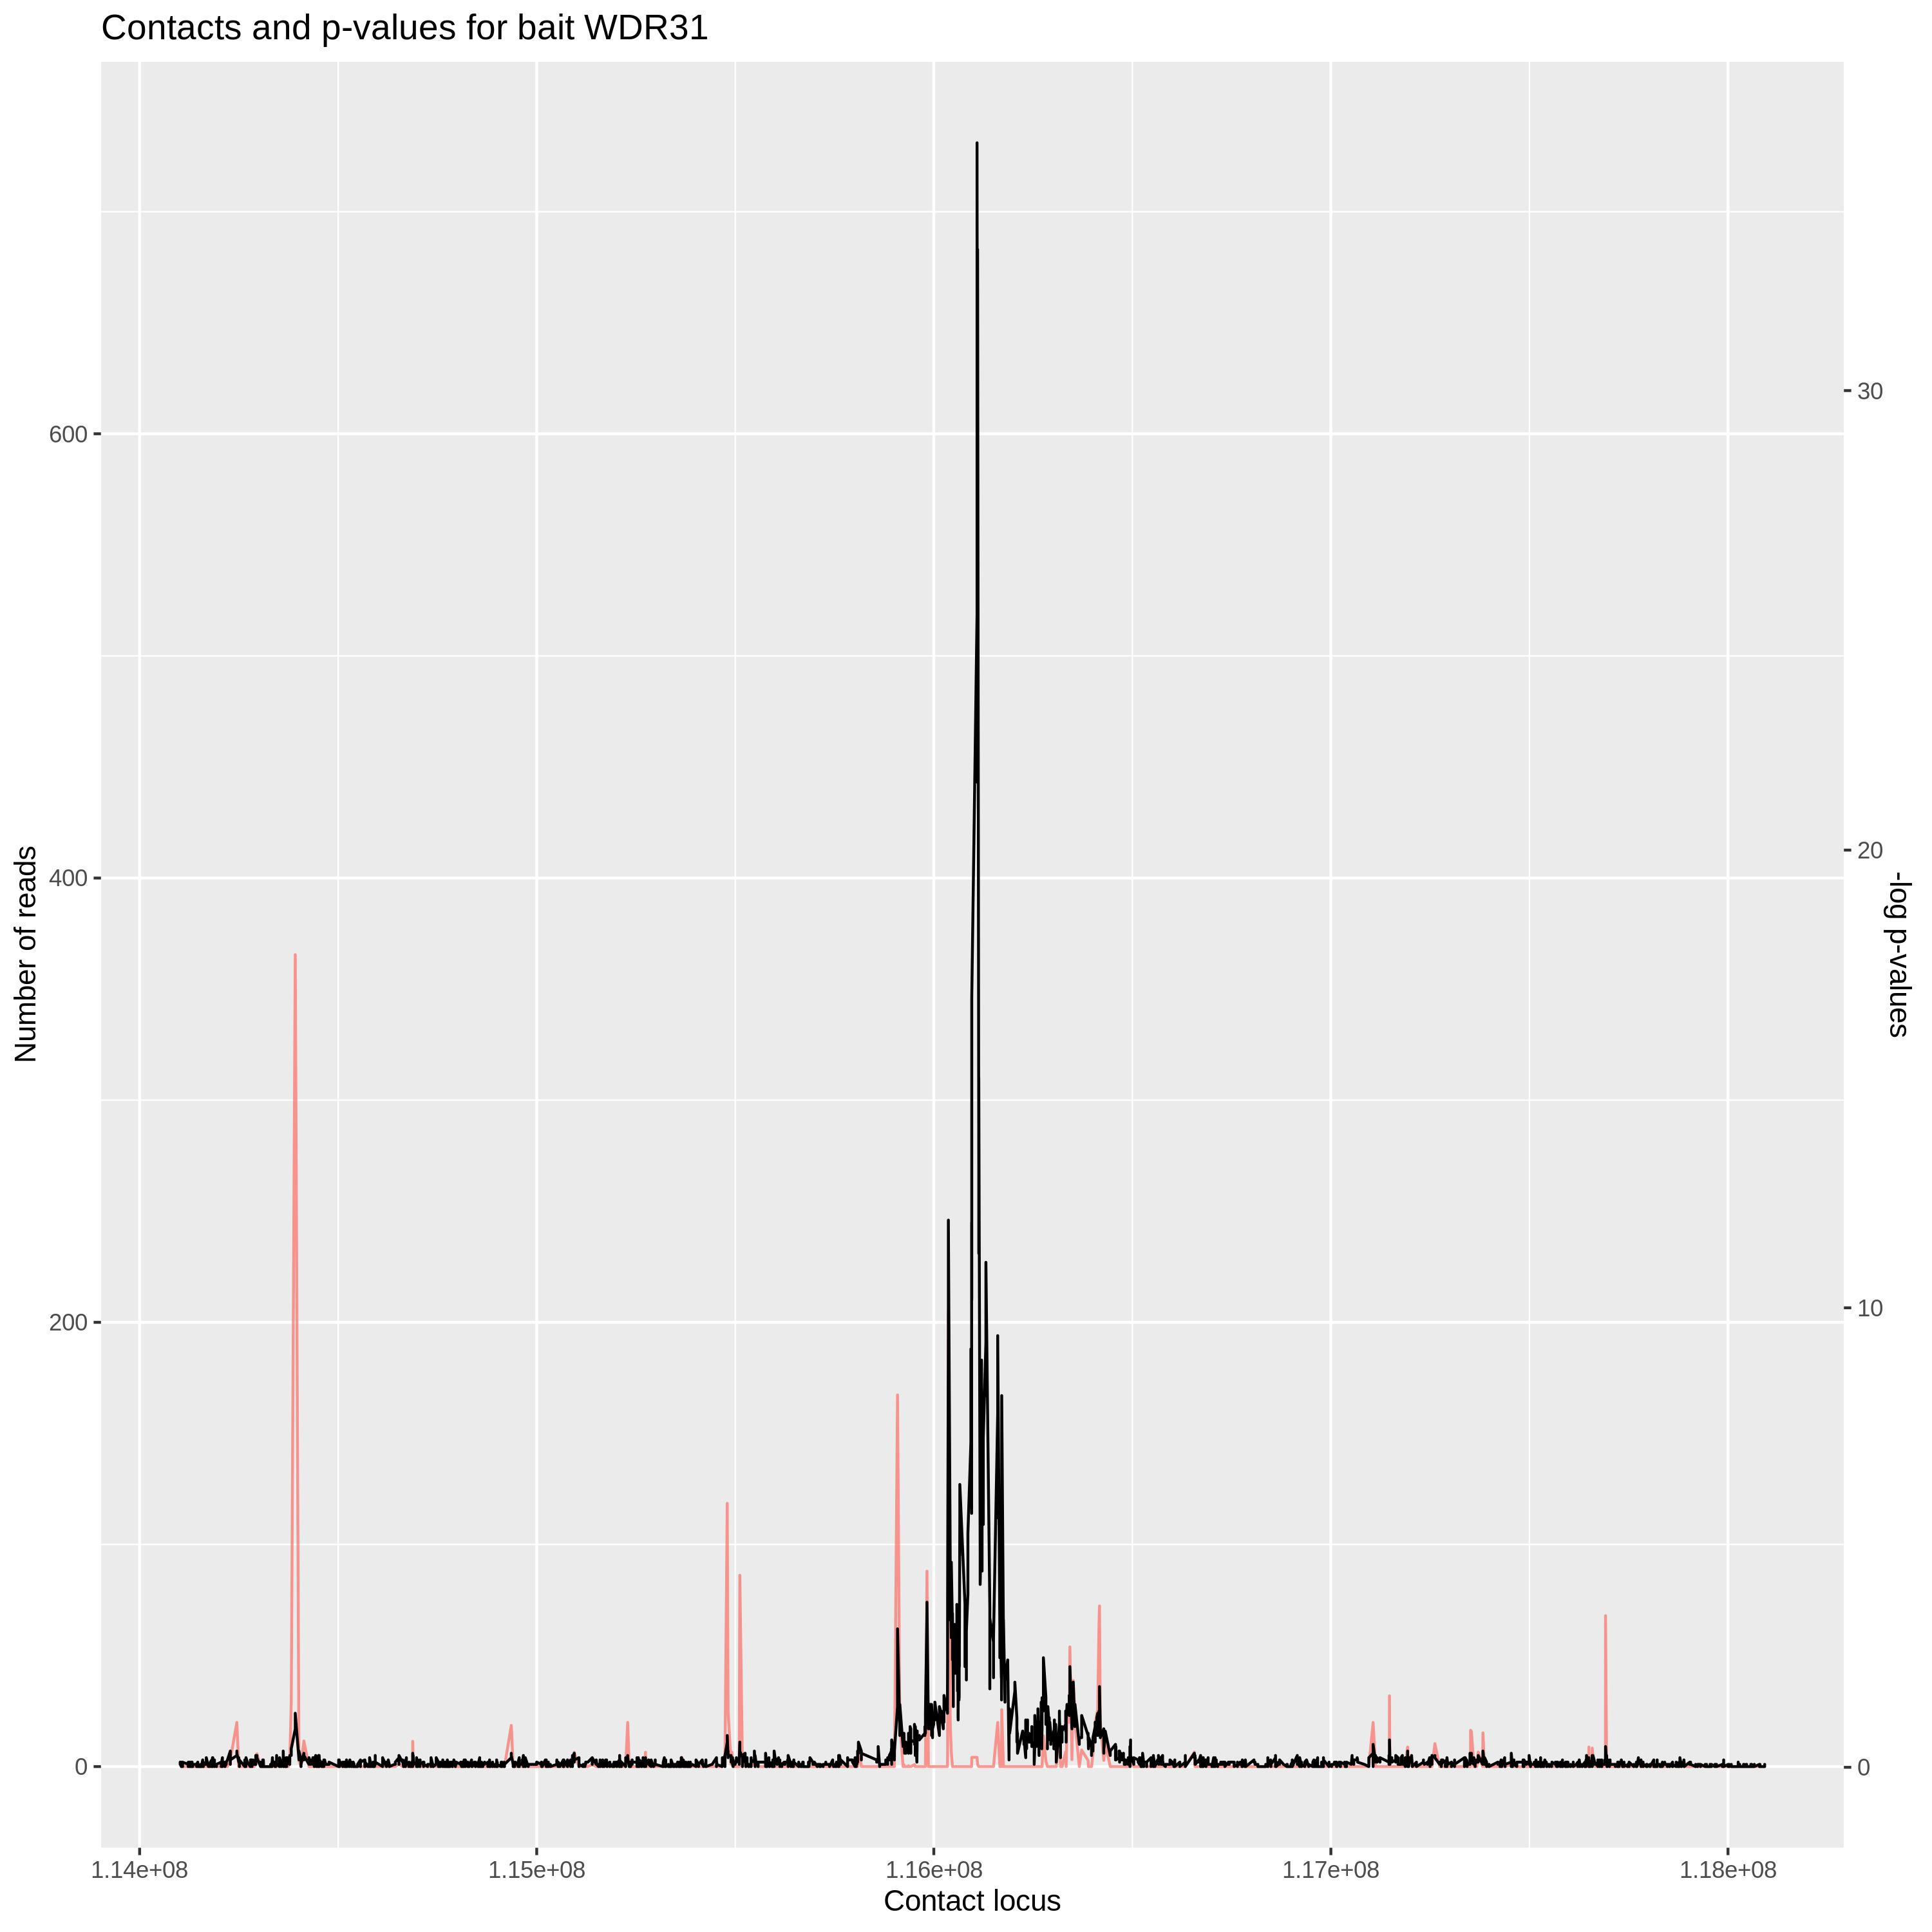 Contacts and p-values for bait WDR31
Number of reads
600
400
200
0
30
20
10
0
-log p-values
1.14e+08 1.15e+08 1.16e+08 1.17e+08 1.18e+08
Contact locus